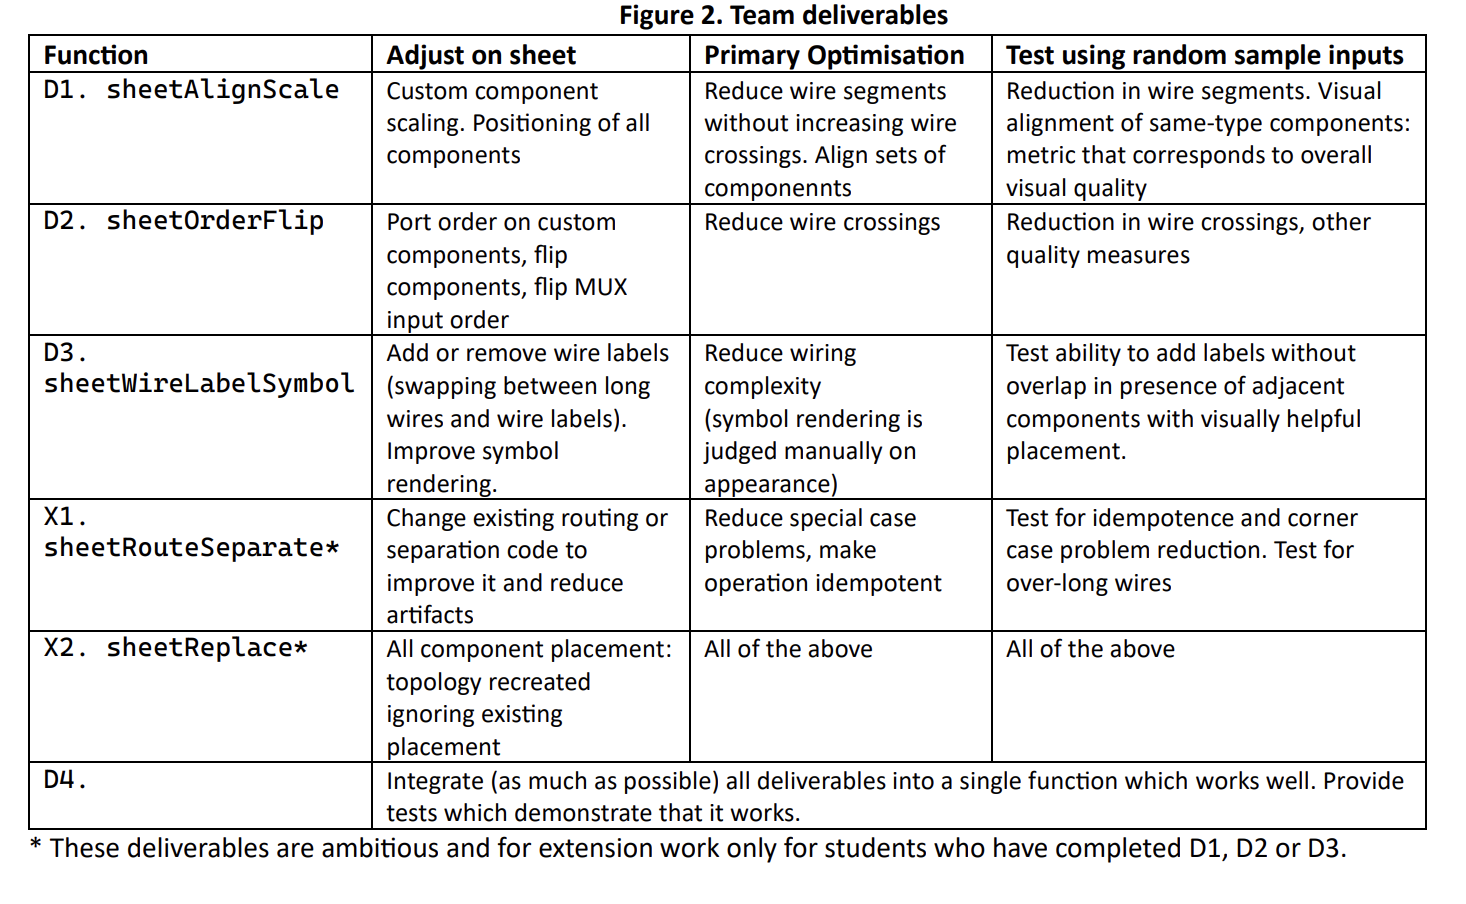 Figure 2. Team deliverables
Function
Adjust on sheet
Primary Optimisation
Test using random sample inputs
D1. sheetAlignScale
Custom component
scaling. Positioning of all
components
Reduce wire segments
without increasing wire
crossings. Align sets of
componennts
Reduction in wire segments. Visual
alignment of same-type components:
metric that corresponds to overall
visual quality
D2. sheetOrderFlip
Port order on custom
components, flip
components, flip MUX
input order
Reduce wire crossings
Reduction in wire crossings, other
quality measures
D3.
sheetWireLabelSymbol
Add or remove wire labels
(swapping between long
wires and wire labels).
Improve symbol
rendering.
Reduce wiring
complexity
(symbol rendering is
judged manually on
appearance)
Test ability to add labels without
overlap in presence of adjacent
components with visually helpful
placement.
X1.
sheetRouteSeparate*
Change existing routing or
separation code to
improve it and reduce
artifacts
Reduce special case
problems, make
operation idempotent
Test for idempotence and corner
case problem reduction. Test for
over-long wires
X2. sheetReplace*
All component placement:
topology recreated
ignoring existing
placement
All of the above
All of the above
D4.
Integrate (as much as possible) all deliverables into a single function which works well. Provide
tests which demonstrate that it works.
* These deliverables are ambitious and for extension work only for students who have completed D1, D2 or D3.